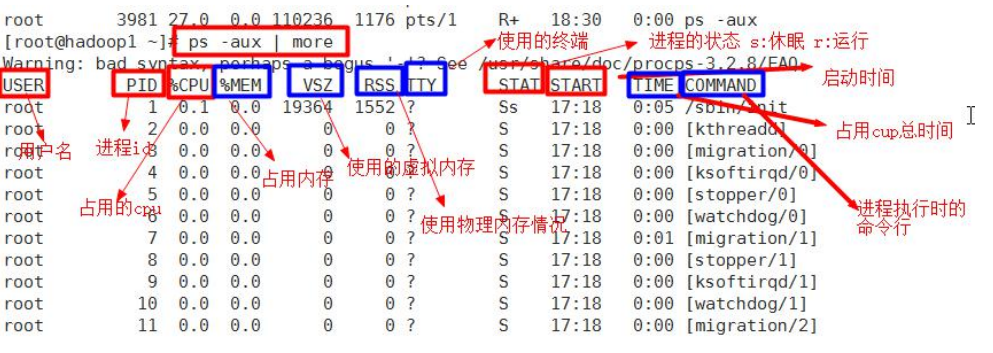 root 3981 27.0 0.0 110236 1176 pts/1 R+ 18:30 0:00 ps -aux
[root@hadoop1 ~]# ps -aux | more
使用的终端
进程的状态 s:休眠 r:运行
Warning: bad syntax, perhaps a bogus '-'? See /usr/share/doc/procps-3.2.8/FAQ
启动时间
USER PID %CPU %MEM VSZ RSS TTY STAT START TIME COMMAND
root 1 0.1 0.0 19364 1552 ? Ss 17:18 0:05 /sbin/init
占用cup总时间
root 2 0.0 0.0 0 0 ? S 17:18 0:00 [kthreadd]
用户名
进程id
root 3 0.0 0.0 0 0 ? S 17:18 0:00 [migration/0]
使用的虚拟内存
root 4 0.0 0.0 0 0 ? S 17:18 0:00 [ksoftirqd/0]
占用内存
root 5 0.0 0.0 0 0 ? S 17:18 0:00 [stopper/0]
占用的cpu
进程执行时的
命令行
root 6 0.0 0.0 0 0 ? S 17:18 0:00 [watchdog/0]
使用物理内存情况
root 7 0.0 0.0 0 0 ? S 17:18 0:01 [migration/1]
root 8 0.0 0.0 0 0 ? S 17:18 0:00 [stopper/1]
root 9 0.0 0.0 0 0 ? S 17:18 0:00 [ksoftirqd/1]
root 10 0.0 0.0 0 0 ? S 17:18 0:00 [watchdog/1]
root 11 0.0 0.0 0 0 ? S 17:18 0:00 [migration/2]